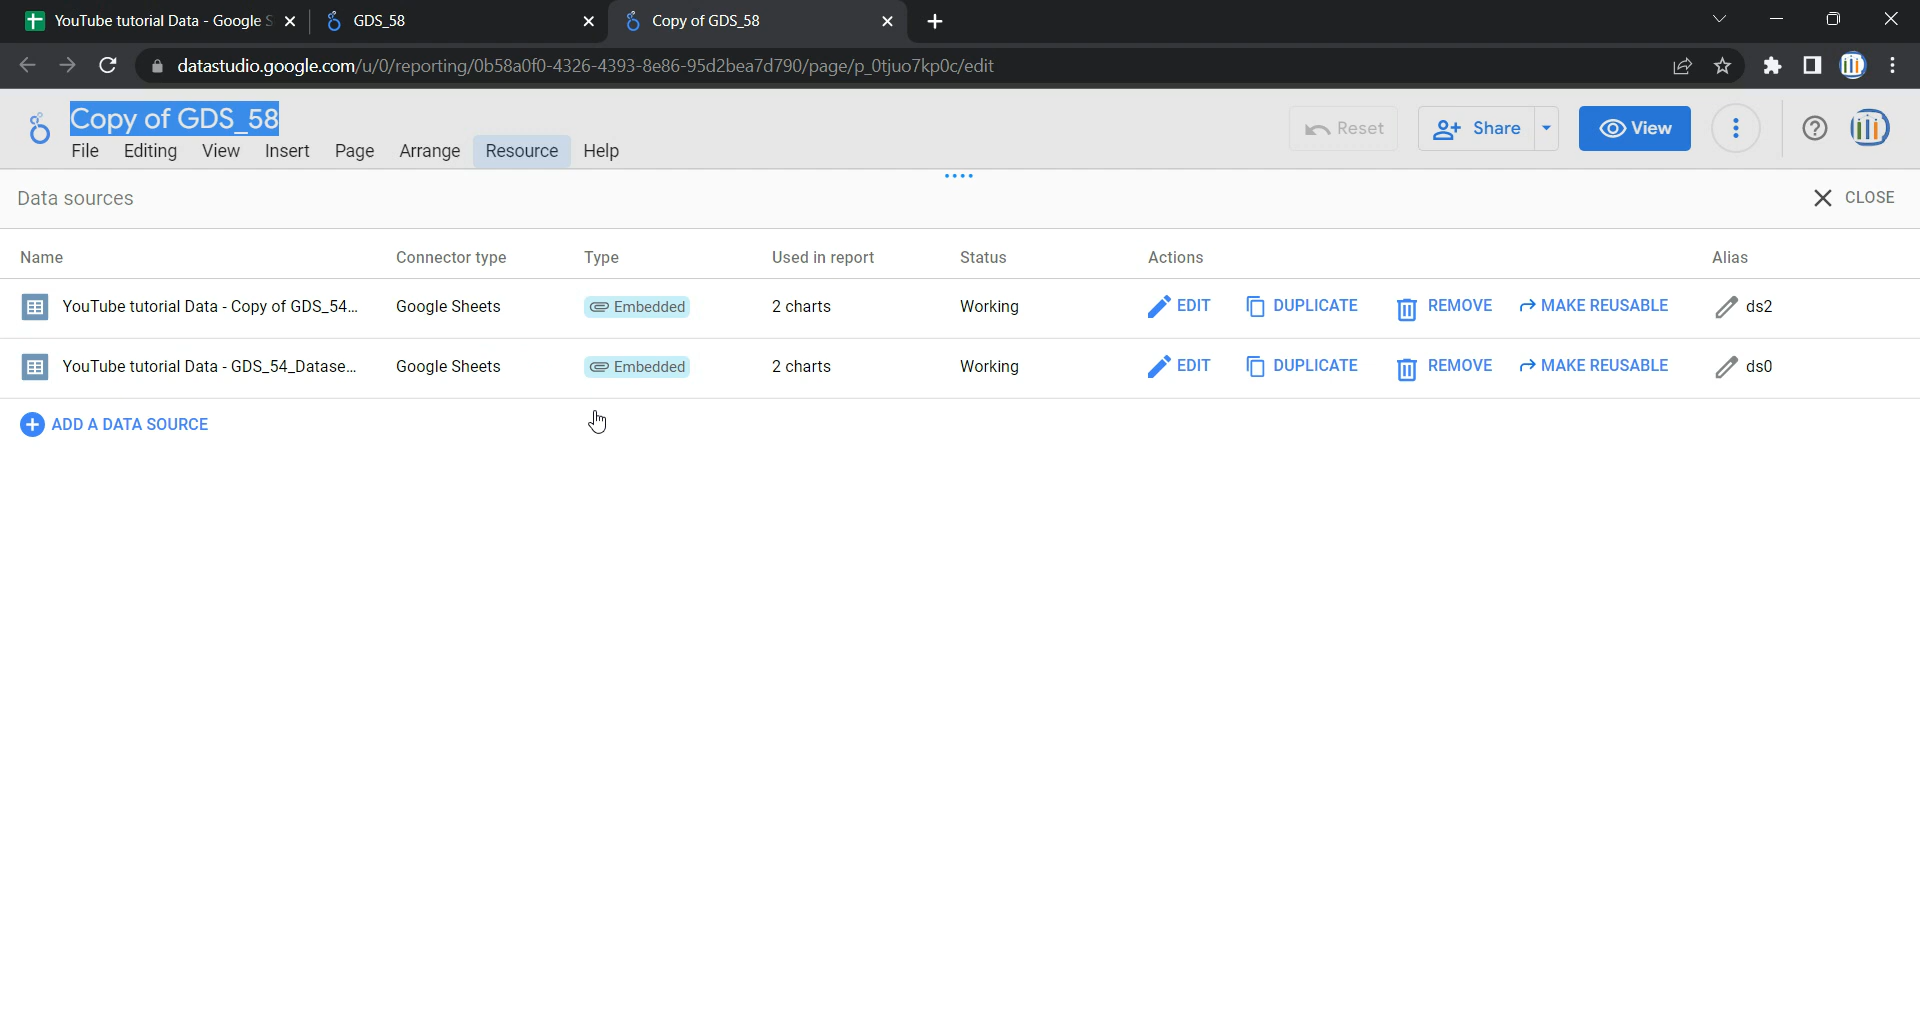 YouTube tutorial Data - Google S
GDS_58
Copy of GDS_58
datastudio.google.com/u/0/reporting/0b58a0f0-4326-4393-8e86-95d2bea7d790/page/p_0tjuo7kp0c/edit
Copy of GDS_58
File Editing View Insert Page Arrange Resource Help
Reset Share View
Data sources
CLOSE
Name Connector type Type Used in report Status Actions Alias
YouTube tutorial Data - Copy of GDS_54... Google Sheets Embedded 2 charts Working EDIT DUPLICATE REMOVE MAKE REUSABLE ds2
YouTube tutorial Data - GDS_54_Datase... Google Sheets Embedded 2 charts Working EDIT DUPLICATE REMOVE MAKE REUSABLE ds0
ADD A DATA SOURCE